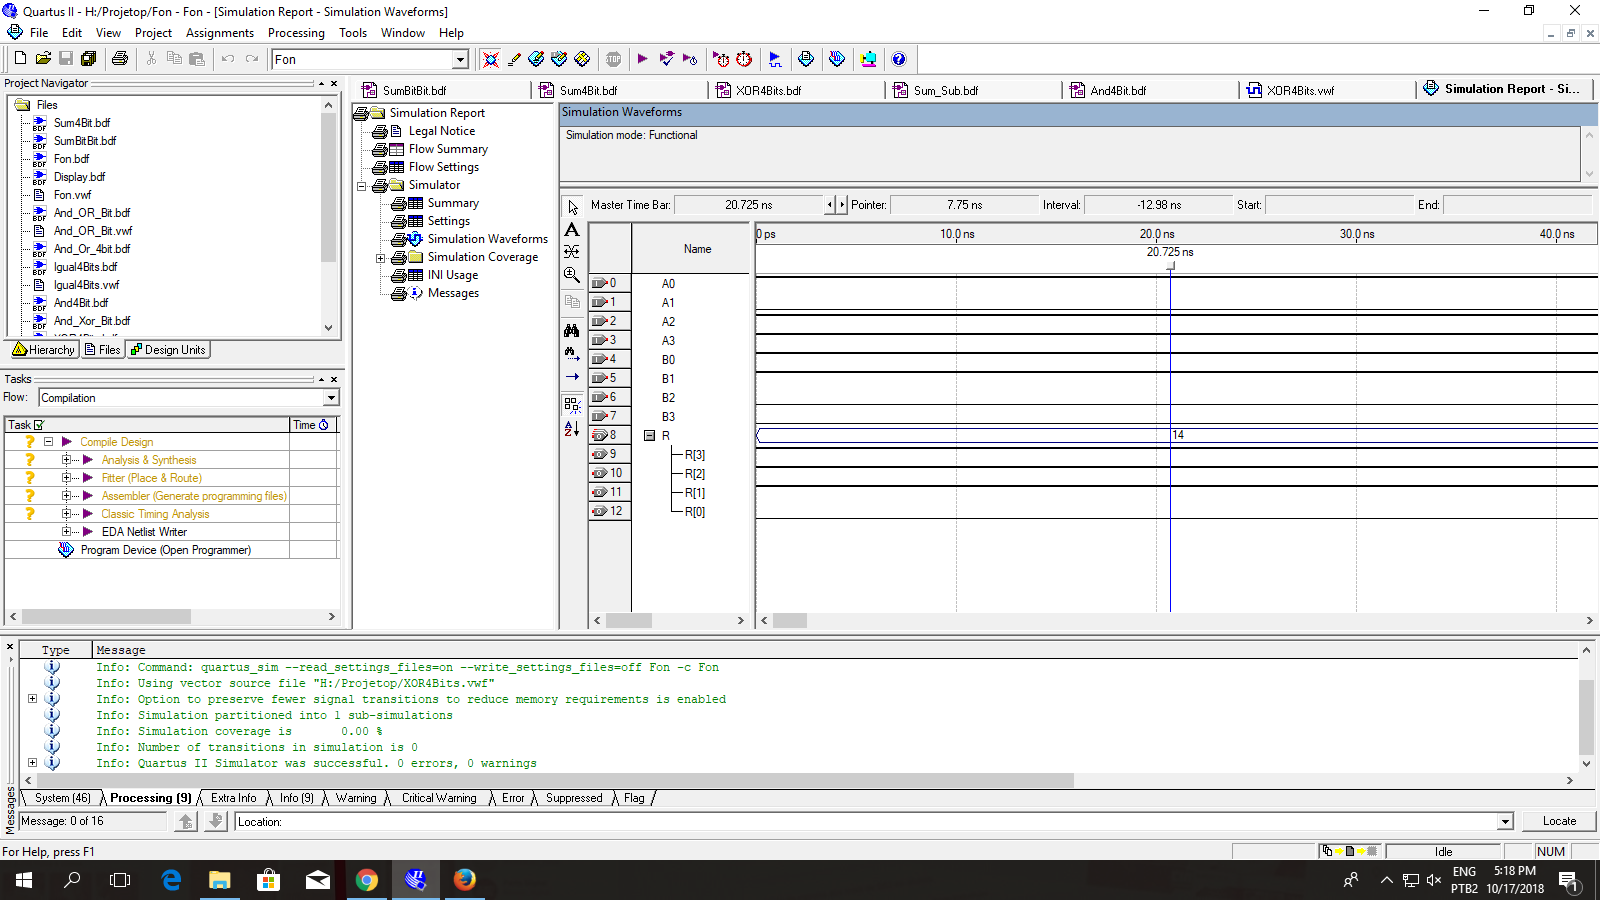 Quartus II - H:/Projetop/Fon - Fon - [Simulation Report - Simulation Waveforms]
File Edit View Project Assignments Processing Tools Window Help
Fon
Project Navigator
Files
Sum4Bit.bdf
SumBitBit.bdf
Fon.bdf
Display.bdf
Fon.vwf
And_OR_Bit.bdf
And_OR_Bit.vwf
And_Or_4bit.bdf
Igual4Bits.bdf
Igual4Bits.vwf
And4Bit.bdf
And_Xor_Bit.bdf
Hierarchy Files Design Units
Tasks
Flow: Compilation
Task Time
Compile Design
Analysis & Synthesis
Fitter (Place & Route)
Assembler (Generate programming files)
Classic Timing Analysis
EDA Netlist Writer
Program Device (Open Programmer)
SumBitBit.bdf Sum4Bit.bdf XOR4Bits.bdf Sum_Sub.bdf And4Bit.bdf XOR4Bits.vwf Simulation Report - Si...
Simulation Report
Legal Notice
Flow Summary
Flow Settings
Simulator
Summary
Settings
Simulation Waveforms
Simulation Coverage
INI Usage
Messages
Simulation Waveforms
Simulation mode: Functional
Master Time Bar: 20.725 ns Pointer: 7.75 ns Interval: -12.98 ns Start: End:
Name
0 ps 10.0 ns 20.0 ns 30.0 ns 40.0 ns
20.725 ns
0 A0
1 A1
2 A2
3 A3
4 B0
5 B1
6 B2
7 B3
8 R 14
9 R[3]
10 R[2]
11 R[1]
12 R[0]
Type Message
Info: Command: quartus_sim --read_settings_files=on --write_settings_files=off Fon -c Fon
Info: Using vector source file "H:/Projetop/XOR4Bits.vwf"
Info: Option to preserve fewer signal transitions to reduce memory requirements is enabled
Info: Simulation partitioned into 1 sub-simulations
Info: Simulation coverage is 0.00 %
Info: Number of transitions in simulation is 0
Info: Quartus II Simulator was successful. 0 errors, 0 warnings
System (46) Processing (9) Extra Info Info (9) Warning Critical Warning Error Suppressed Flag
Messages
Message: 0 of 16 Location: Locate
For Help, press F1 Idle NUM
ENG 5:18 PM
PTB2 10/17/2018 1